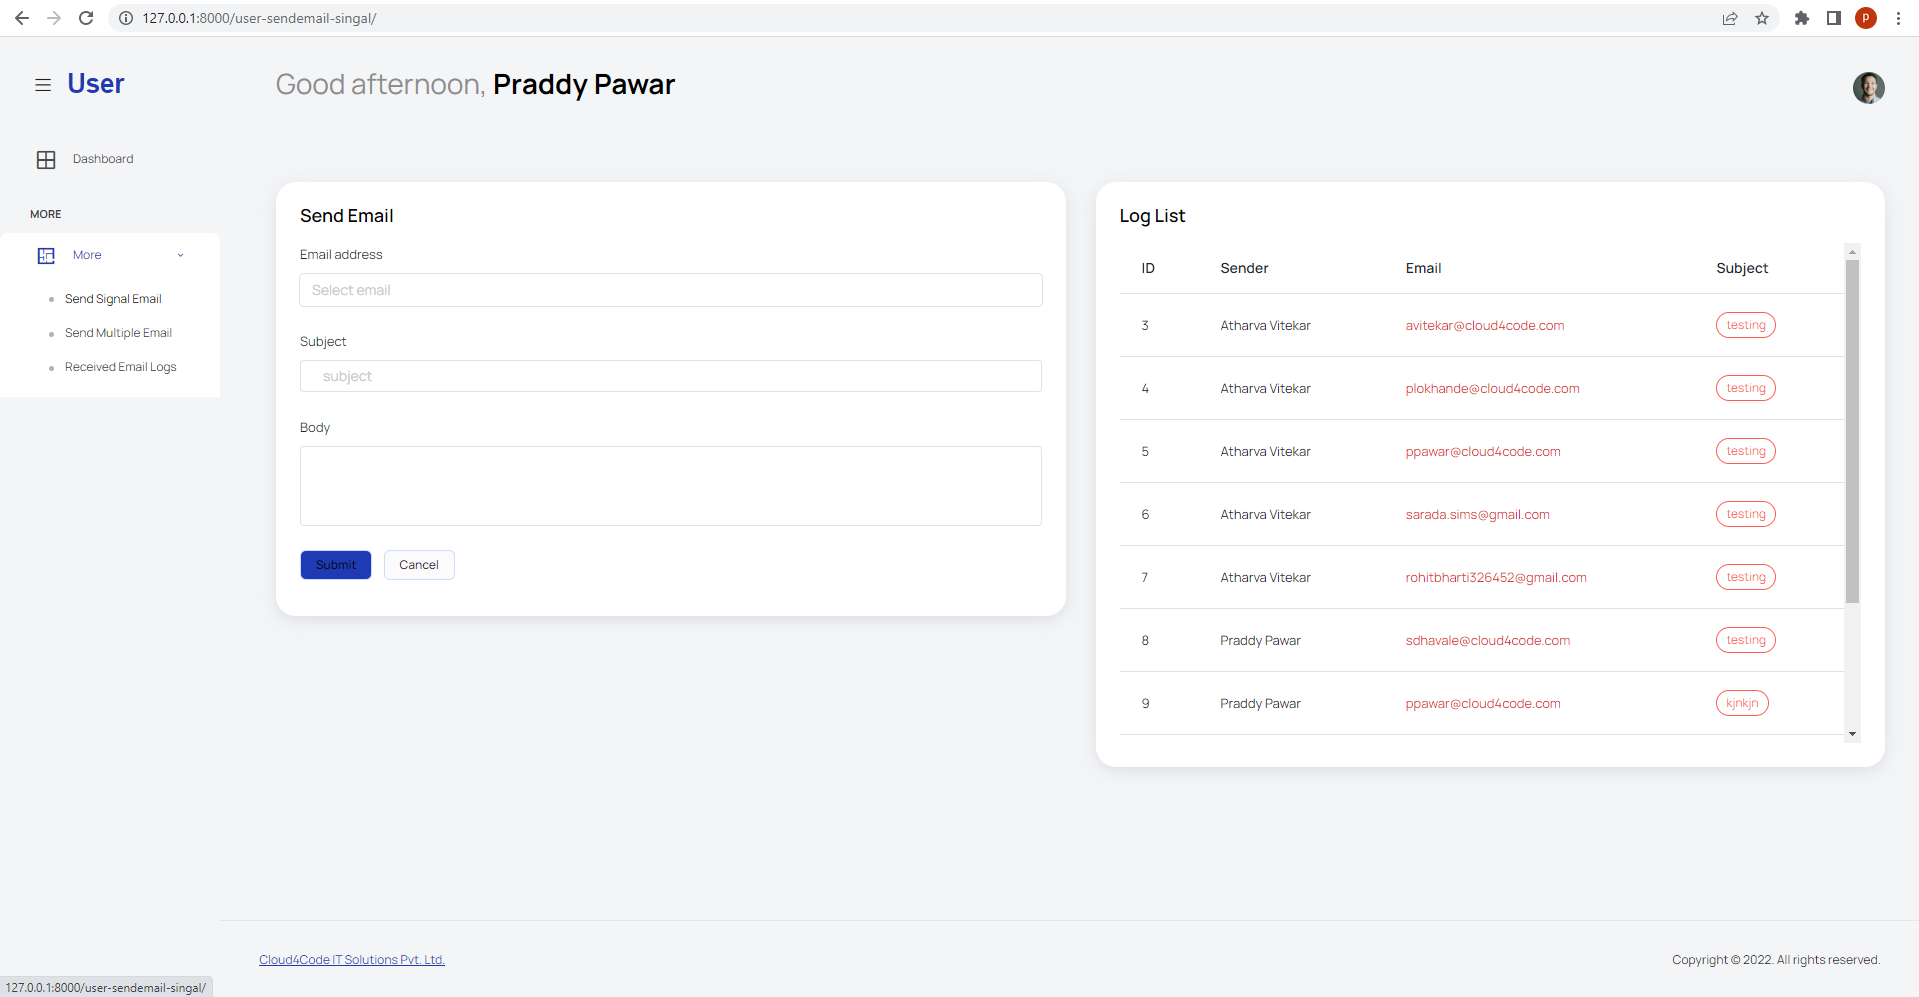 127.0.0.1:8000/user-sendemail-singal/
P
User
Good afternoon, Praddy Pawar
Dashboard
MORE
More
Send Signal Email
Send Multiple Email
Received Email Logs
Send Email
Email address
Select email
Subject
subject
Body
Submit Cancel
Log List
ID Sender Email Subject
3 Atharva Vitekar avitekar@cloud4code.com testing
4 Atharva Vitekar plokhande@cloud4code.com testing
5 Atharva Vitekar ppawar@cloud4code.com testing
6 Atharva Vitekar sarada.sims@gmail.com testing
7 Atharva Vitekar rohitbharti326452@gmail.com testing
8 Praddy Pawar sdhavale@cloud4code.com testing
9 Praddy Pawar ppawar@cloud4code.com kjnkjn
Cloud4Code IT Solutions Pvt. Ltd. Copyright © 2022. All rights reserved.
127.0.0.1:8000/user-sendemail-singal/